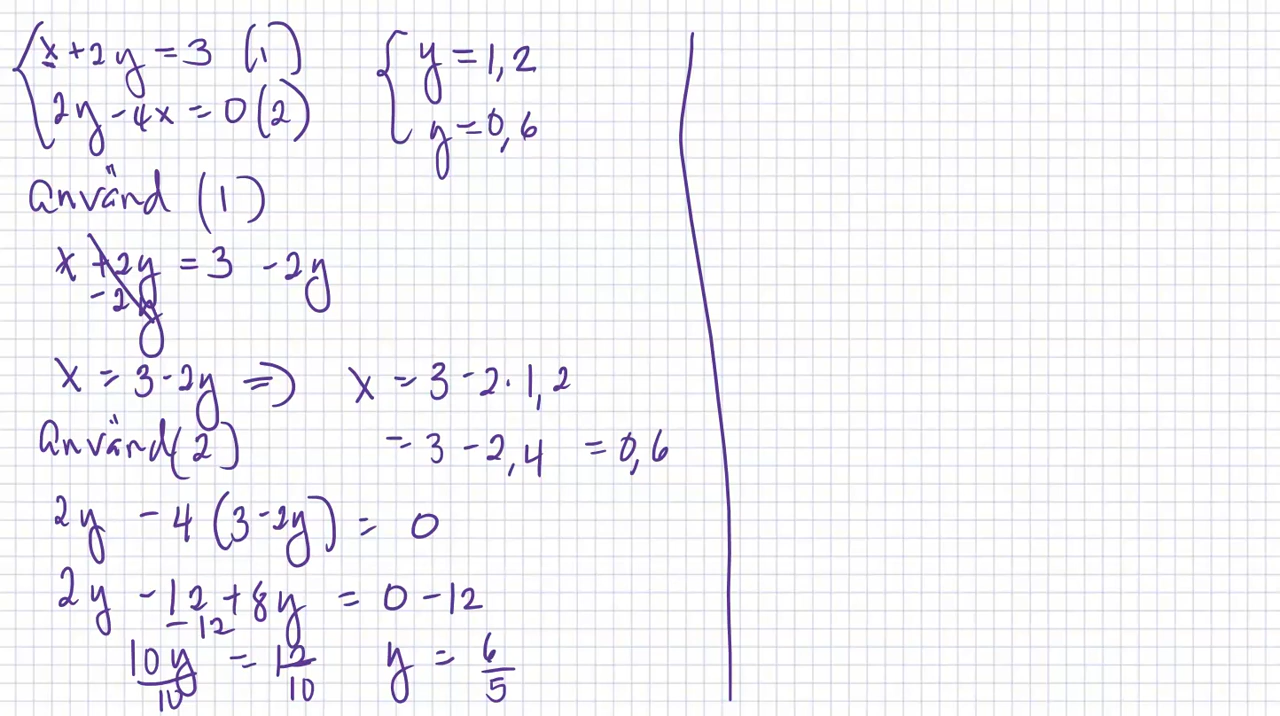 x + 2y = 3 (1)
2y - 4x = 0 (2)
y = 1,2
y = 0,6
Använd (1)
x + 2y = 3 - 2y
- 2y
x = 3 - 2y => x = 3 - 2 · 1,2
Använd (2) = 3 - 2,4 = 0,6
2y - 4 (3 - 2y) = 0
2y - 12 + 8y = 0 - 12
- 12
10y/10 = 12/10 y = 6/5